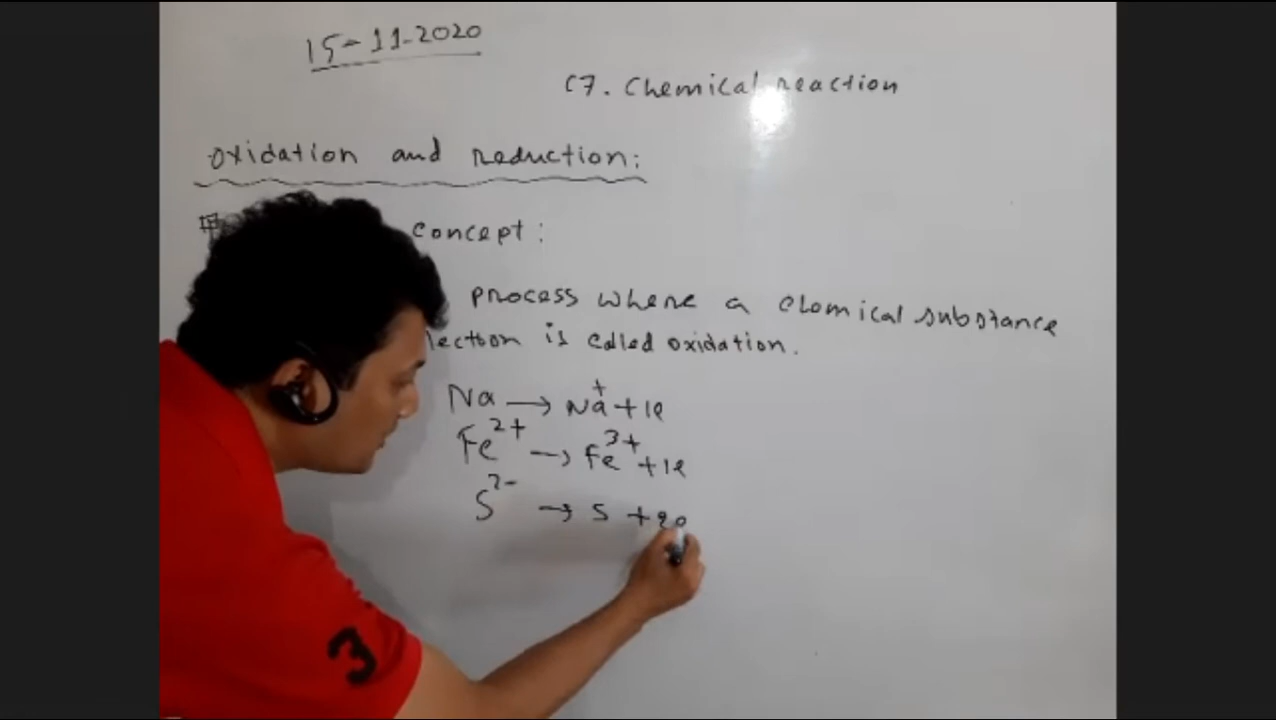 15-11-2020
C7. Chemical reaction
Oxidation and reduction:
concept:
process where a chemical substance
lectron is called oxidation.
Na → Na⁺ + 1e
Fe²⁺ → Fe³⁺ + 1e
S²⁻ → S + 2e
3